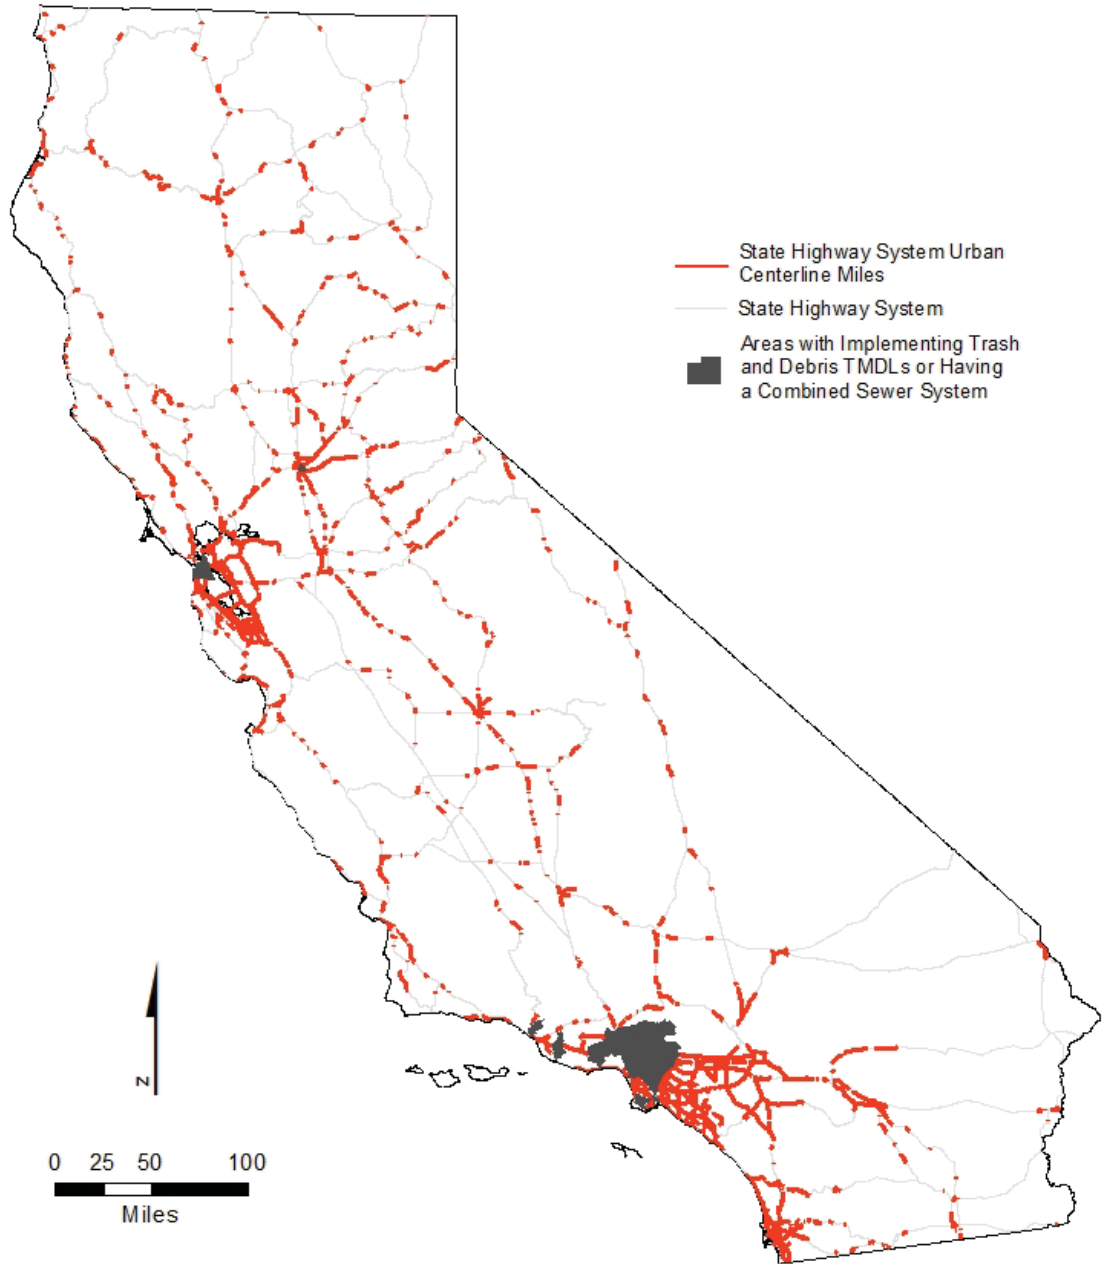 State Highway System Urban
Centerline Miles
State Highway System
Areas with Implementing Trash
and Debris TMDLs or Having
a Combined Sewer System
N
0 25 50 100
Miles